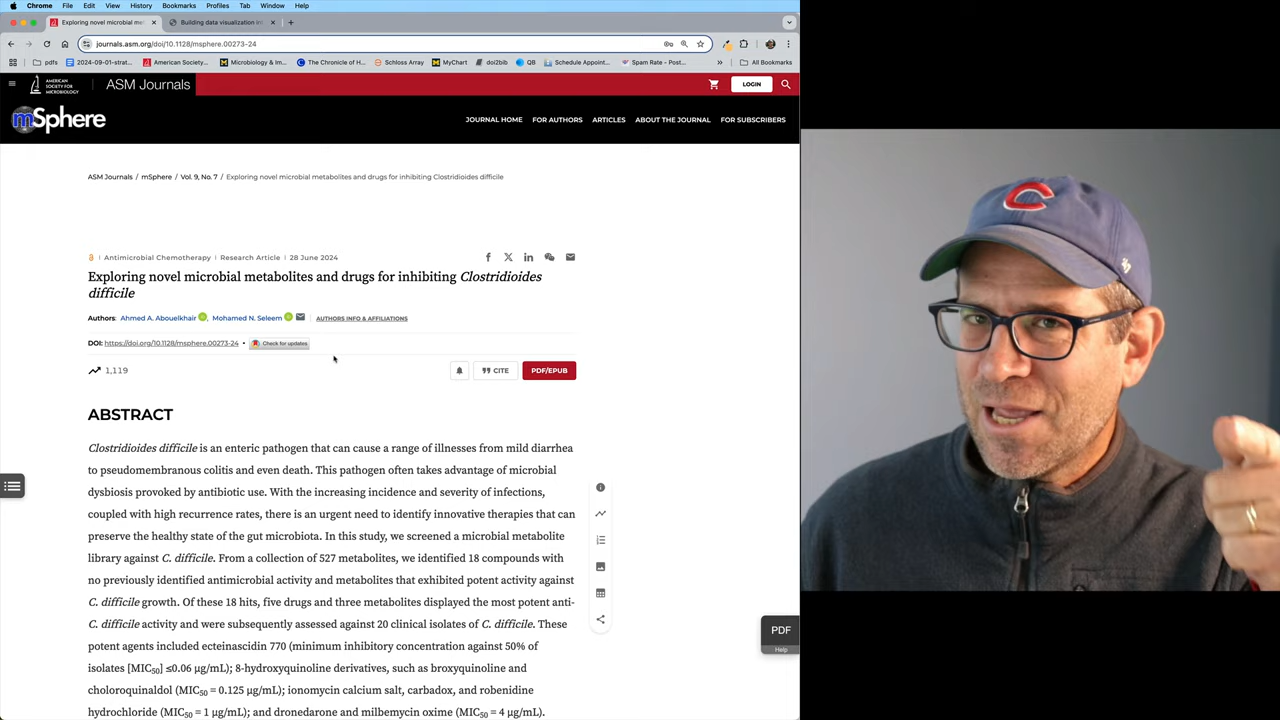 Chrome File Edit View History Bookmarks Profiles Tab Window Help
Exploring novel microbial met Building data visualization in
journals.asm.org/doi/10.1128/msphere.00273-24
pdfs 2024-09-01-strat... American Society... Microbiology & Im... The Chronicle of H... Schloss Array MyChart doi2bib QB Schedule Appoint... Spam Rate - Post... » All Bookmarks
AMERICAN SOCIETY FOR MICROBIOLOGY ASM Journals LOGIN
mSphere JOURNAL HOME FOR AUTHORS ARTICLES ABOUT THE JOURNAL FOR SUBSCRIBERS
ASM Journals / mSphere / Vol. 9, No. 7 / Exploring novel microbial metabolites and drugs for inhibiting Clostridioides difficile
Antimicrobial Chemotherapy | Research Article | 28 June 2024
Exploring novel microbial metabolites and drugs for inhibiting Clostridioides
difficile
Authors: Ahmed A. Abouelkhair, Mohamed N. Seleem | AUTHORS INFO & AFFILIATIONS
DOI: https://doi.org/10.1128/msphere.00273-24 • Check for updates
1,119 CITE PDF/EPUB
ABSTRACT
Clostridioides difficile is an enteric pathogen that can cause a range of illnesses from mild diarrhea
to pseudomembranous colitis and even death. This pathogen often takes advantage of microbial
dysbiosis provoked by antibiotic use. With the increasing incidence and severity of infections,
coupled with high recurrence rates, there is an urgent need to identify innovative therapies that can
preserve the healthy state of the gut microbiota. In this study, we screened a microbial metabolite
library against C. difficile. From a collection of 527 metabolites, we identified 18 compounds with
no previously identified antimicrobial activity and metabolites that exhibited potent activity against
C. difficile growth. Of these 18 hits, five drugs and three metabolites displayed the most potent anti-
C. difficile activity and were subsequently assessed against 20 clinical isolates of C. difficile. These
potent agents included ecteinascidin 770 (minimum inhibitory concentration against 50% of
isolates [MIC50] ≤0.06 µg/mL); 8-hydroxyquinoline derivatives, such as broxyquinoline and
choloroquinaldol (MIC50 = 0.125 µg/mL); ionomycin calcium salt, carbadox, and robenidine
hydrochloride (MIC50 = 1 µg/mL); and dronedarone and milbemycin oxime (MIC50 = 4 µg/mL).
PDF
Help
C